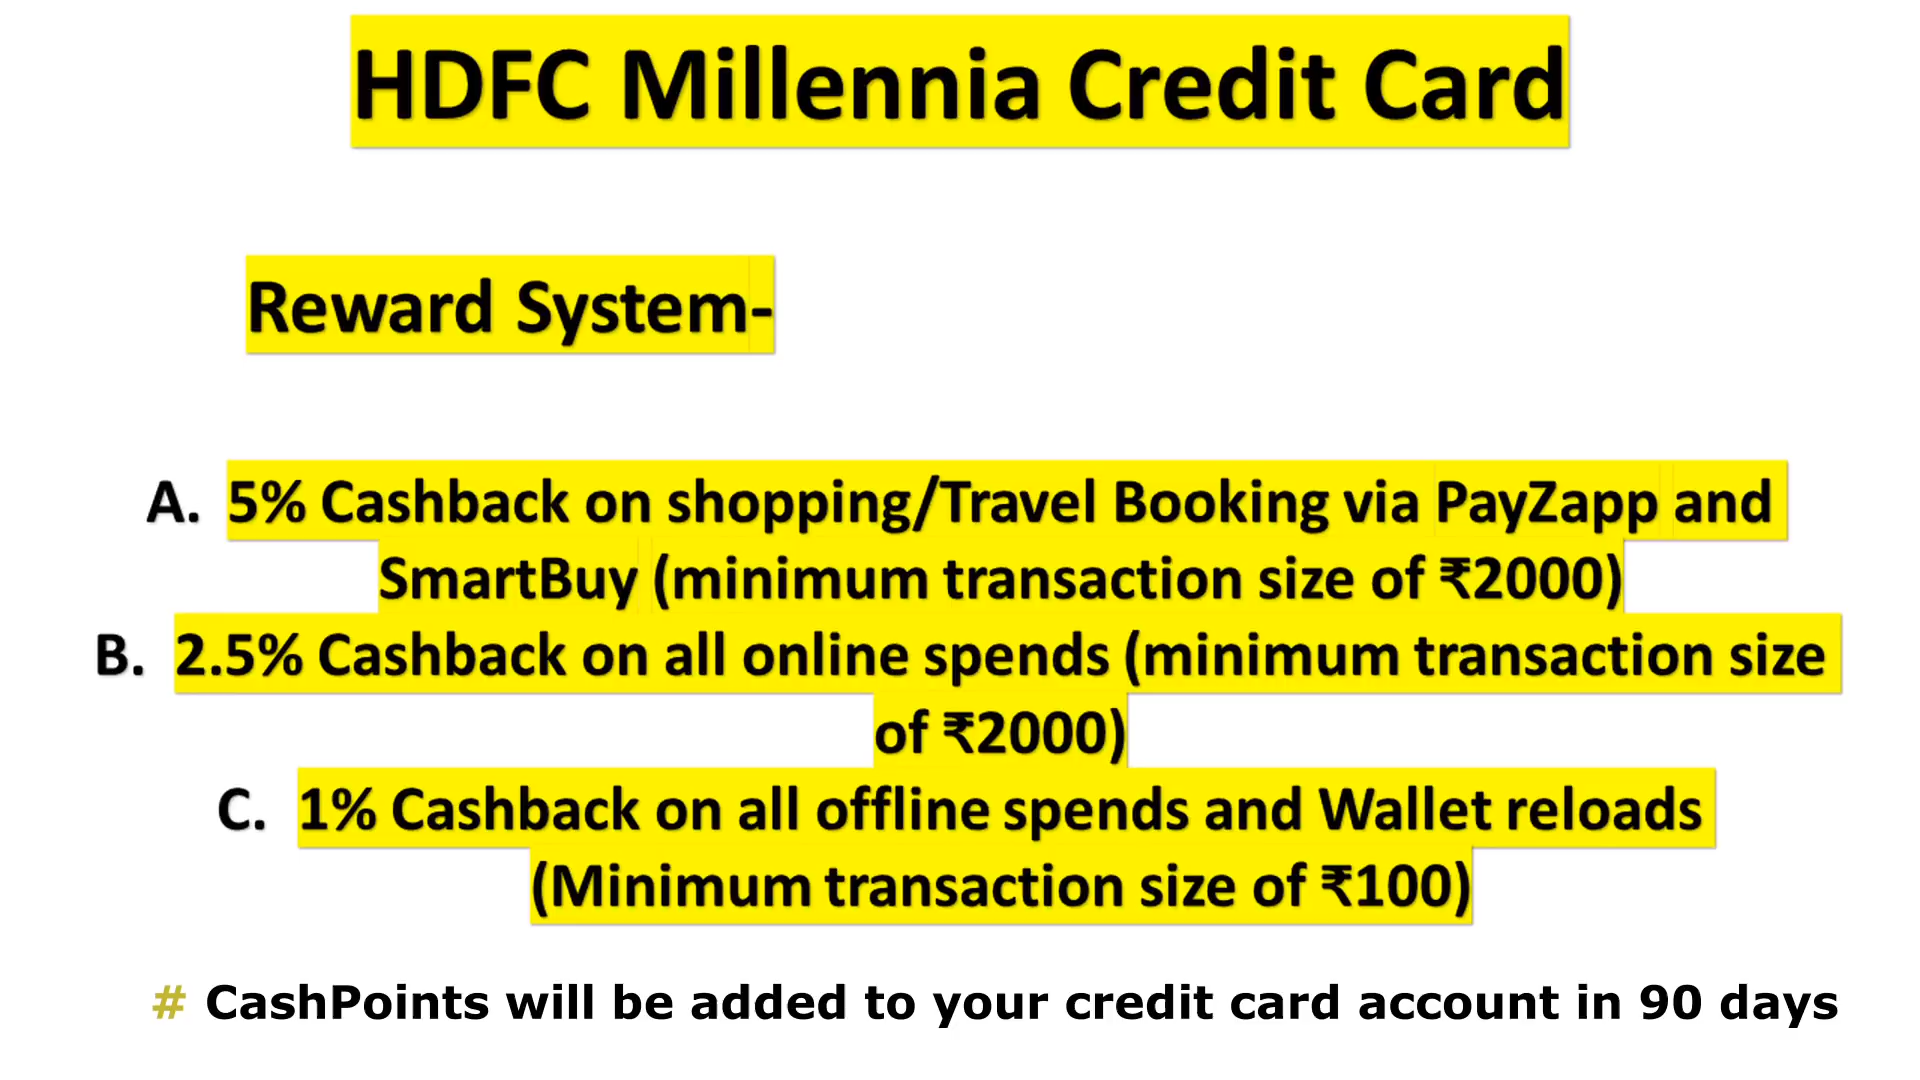 HDFC Millennia Credit Card
Reward System-
A. 5% Cashback on shopping/Travel Booking via PayZapp and
SmartBuy (minimum transaction size of ₹2000)
B. 2.5% Cashback on all online spends (minimum transaction size
of ₹2000)
C. 1% Cashback on all offline spends and Wallet reloads
(Minimum transaction size of ₹100)
# CashPoints will be added to your credit card account in 90 days